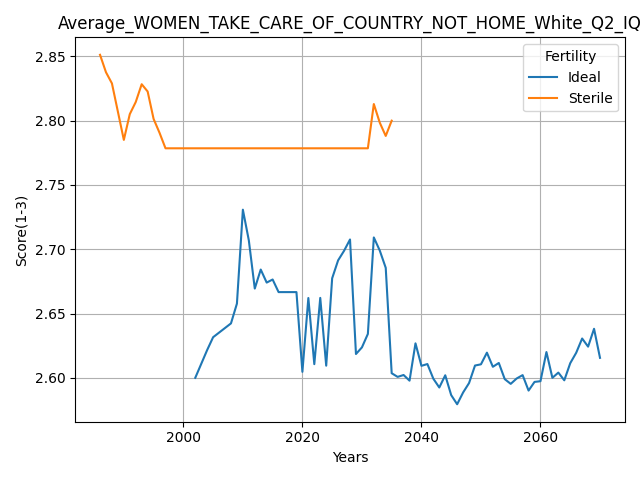 Average_WOMEN_TAKE_CARE_OF_COUNTRY_NOT_HOME_White_Q2_IQ
Fertility
Ideal
Sterile
Score(1-3)
2.85
2.80
2.75
2.70
2.65
2.60
2000 2020 2040 2060
Years